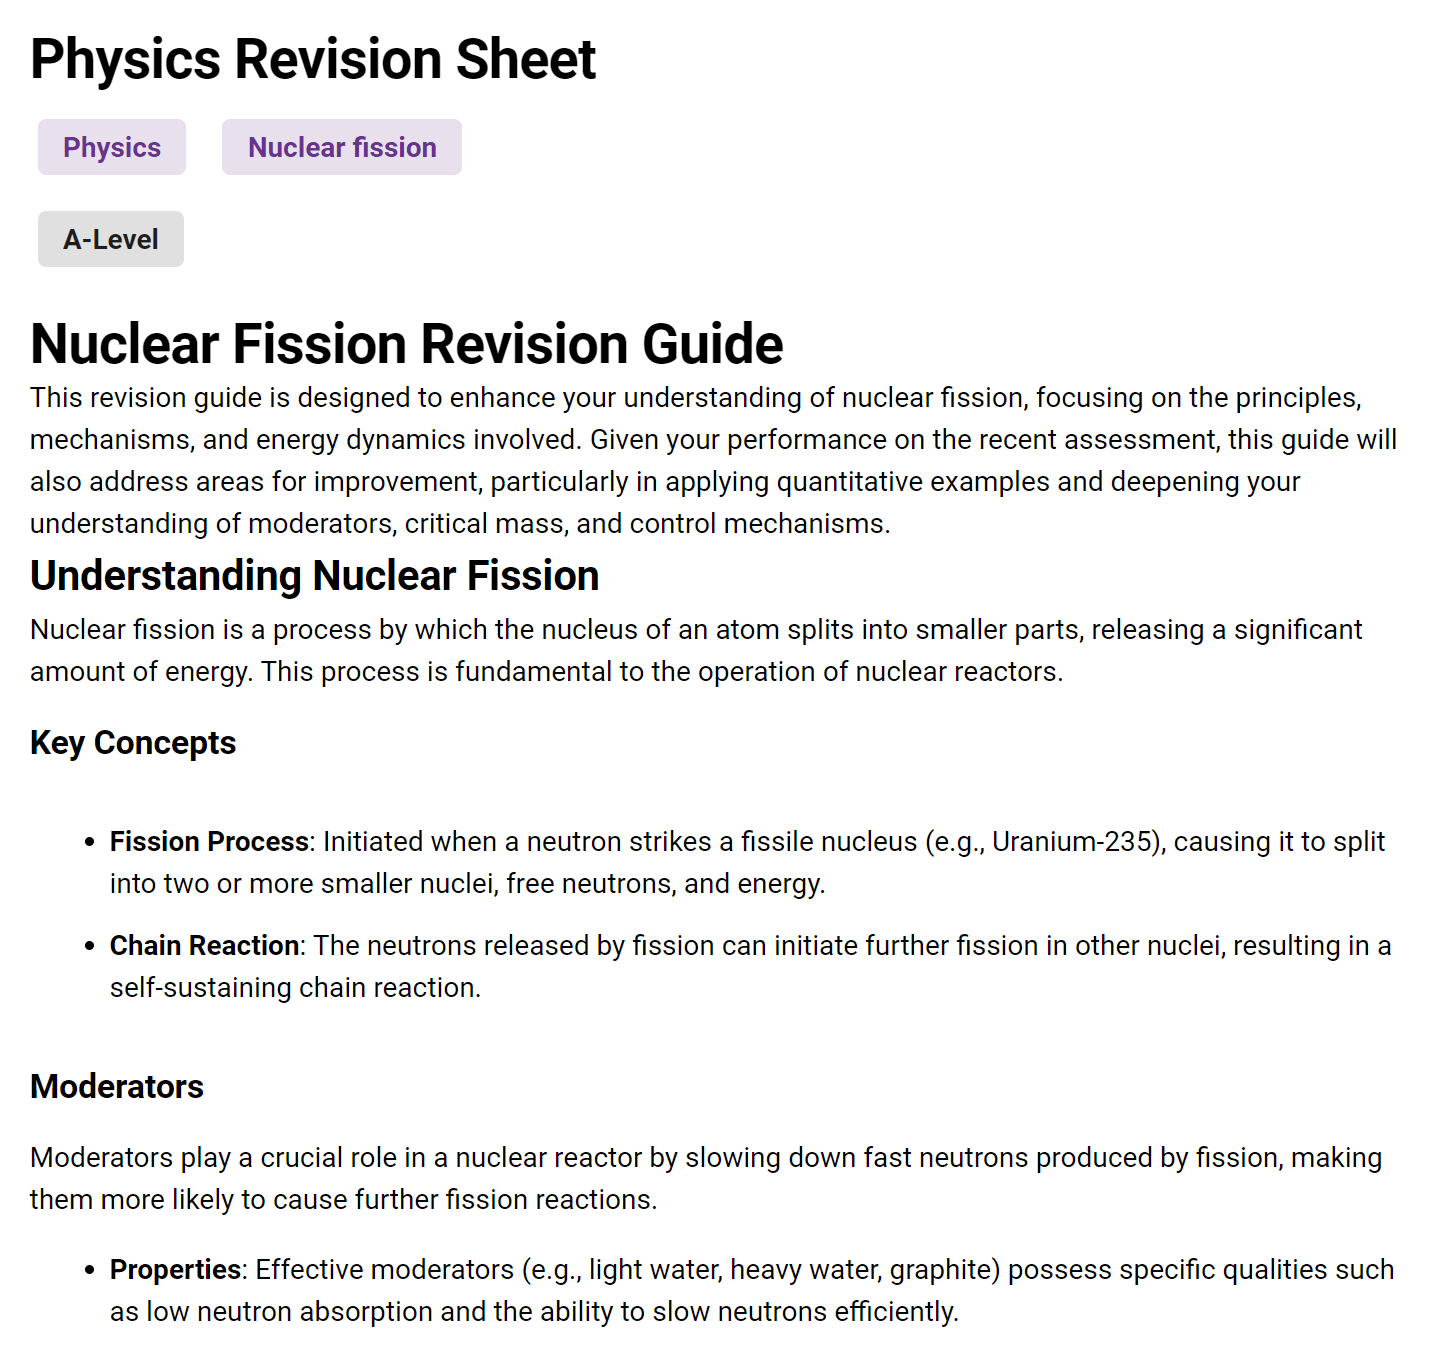 Physics Revision Sheet
Physics
Nuclear fission
A-Level
Nuclear Fission Revision Guide
This revision guide is designed to enhance your understanding of nuclear fission, focusing on the principles,
mechanisms, and energy dynamics involved. Given your performance on the recent assessment, this guide will
also address areas for improvement, particularly in applying quantitative examples and deepening your
understanding of moderators, critical mass, and control mechanisms.
Understanding Nuclear Fission
Nuclear fission is a process by which the nucleus of an atom splits into smaller parts, releasing a significant
amount of energy. This process is fundamental to the operation of nuclear reactors.
Key Concepts
• Fission Process: Initiated when a neutron strikes a fissile nucleus (e.g., Uranium-235), causing it to split
into two or more smaller nuclei, free neutrons, and energy.
• Chain Reaction: The neutrons released by fission can initiate further fission in other nuclei, resulting in a
self-sustaining chain reaction.
Moderators
Moderators play a crucial role in a nuclear reactor by slowing down fast neutrons produced by fission, making
them more likely to cause further fission reactions.
• Properties: Effective moderators (e.g., light water, heavy water, graphite) possess specific qualities such
as low neutron absorption and the ability to slow neutrons efficiently.